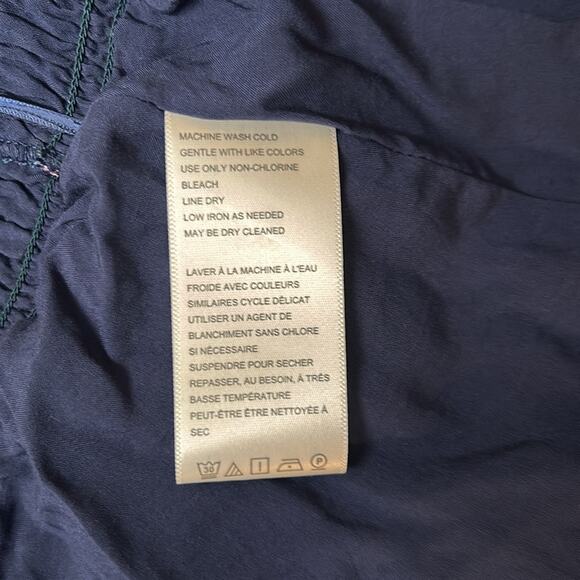 MACHINE WASH COLD
GENTLE WITH LIKE COLORS
USE ONLY NON-CHLORINE
BLEACH
LINE DRY
LOW IRON AS NEEDED
MAY BE DRY CLEANED
LAVER À LA MACHINE À L'EAU
FROIDE AVEC COULEURS
SIMILAIRES CYCLE DÉLICAT
UTILISER UN AGENT DE
BLANCHIMENT SANS CHLORE
SI NÉCESSAIRE
SUSPENDRE POUR SECHER
REPASSER, AU BESOIN, À TRÉS
BASSE TEMPÉRATURE
PEUT-ÊTRE ÊTRE NETTOYÉE À
SEC
30 P